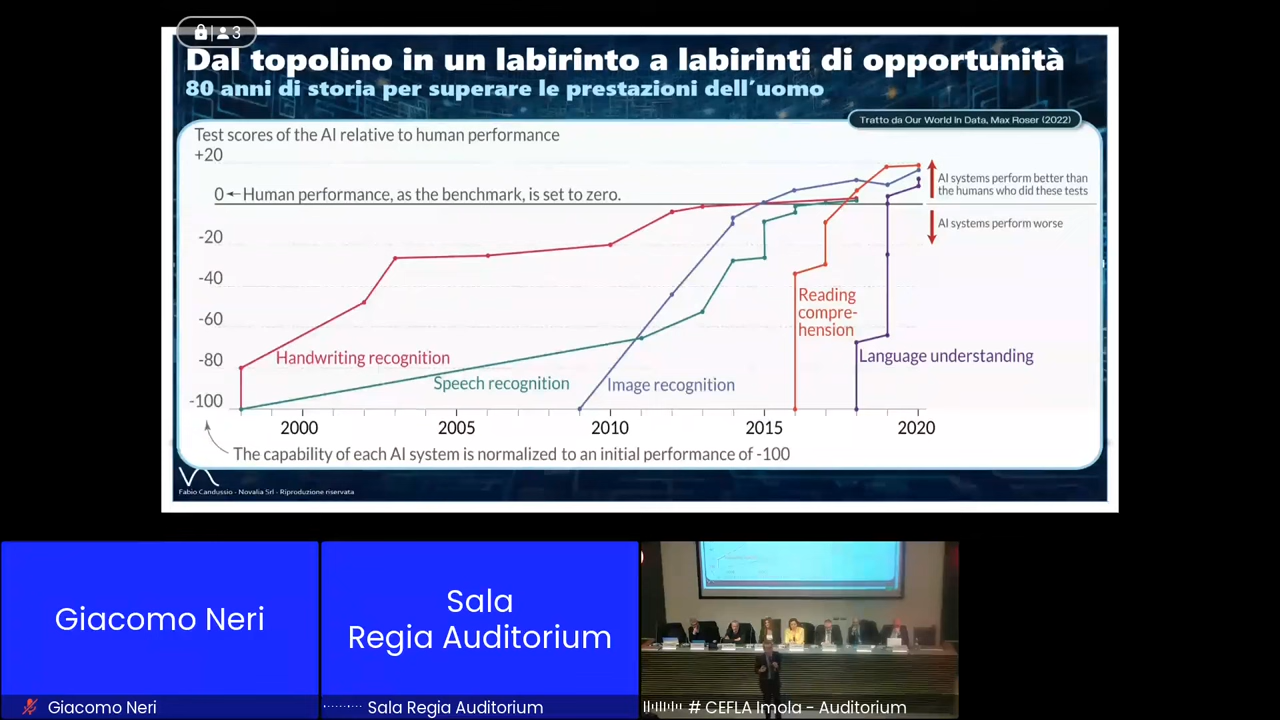 3
Dal topolino in un labirinto a labirinti di opportunità
80 anni di storia per superare le prestazioni dell'uomo
Tratto da Our World In Data, Max Roser (2022)
Test scores of the AI relative to human performance
+20
0 ← Human performance, as the benchmark, is set to zero.
AI systems perform better than
the humans who did these tests
AI systems perform worse
-20
-40
-60
-80
-100
Reading
compre-
hension
Handwriting recognition
Speech recognition
Image recognition
Language understanding
2000
2005
2010
2015
2020
The capability of each AI system is normalized to an initial performance of -100
Fabio Candussio - Novalia Srl - Riproduzione riservata
Giacomo Neri
Sala
Regia Auditorium
Giacomo Neri
Sala Regia Auditorium
# CEFLA Imola - Auditorium